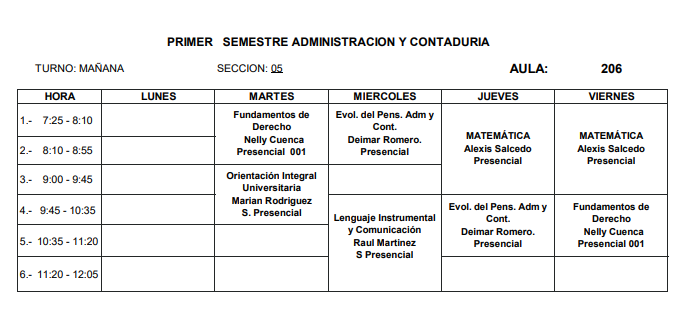 PRIMER SEMESTRE ADMINISTRACION Y CONTADURIA
TURNO: MAÑANA SECCION: 05 AULA: 206
HORA LUNES MARTES MIERCOLES JUEVES VIERNES
1.- 7:25 - 8:10
2.- 8:10 - 8:55
3.- 9:00 - 9:45
4.- 9:45 - 10:35
5.- 10:35 - 11:20
6.- 11:20 - 12:05
Fundamentos de
Derecho
Nelly Cuenca
Presencial 001
Orientación Integral
Universitaria
Marian Rodriguez
S. Presencial
Evol. del Pens. Adm y
Cont.
Deimar Romero.
Presencial
Lenguaje Instrumental
y Comunicación
Raul Martinez
S Presencial
MATEMÁTICA
Alexis Salcedo
Presencial
Evol. del Pens. Adm y
Cont.
Deimar Romero.
Presencial
MATEMÁTICA
Alexis Salcedo
Presencial
Fundamentos de
Derecho
Nelly Cuenca
Presencial 001